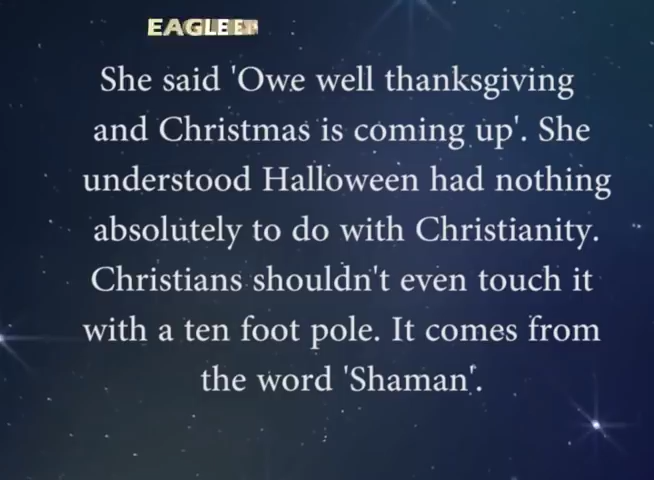 She said 'Owe well thanksgiving
and Christmas is coming up'. She
understood Halloween had nothing
absolutely to do with Christianity.
Christians shouldn't even touch it
with a ten foot pole. It comes from
the word 'Shaman'.